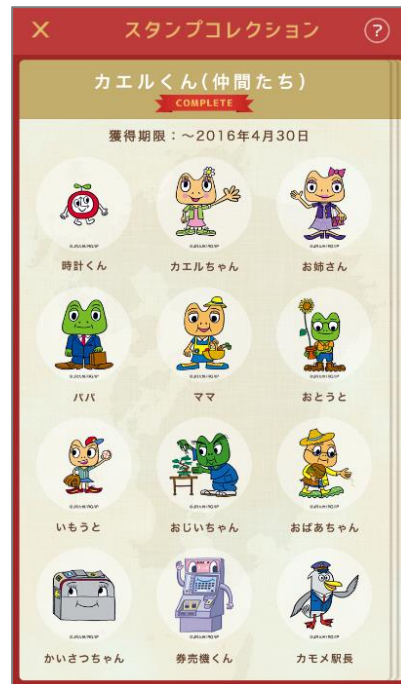 × スタンプコレクション ?
カエルくん(仲間たち)
COMPLETE
獲得期限:~2016年4月30日
時計くん カエルちゃん お姉さん
パパ ママ おとうと
いもうと おじいちゃん おばあちゃん
かいさつちゃん 券売機くん カモメ駅長